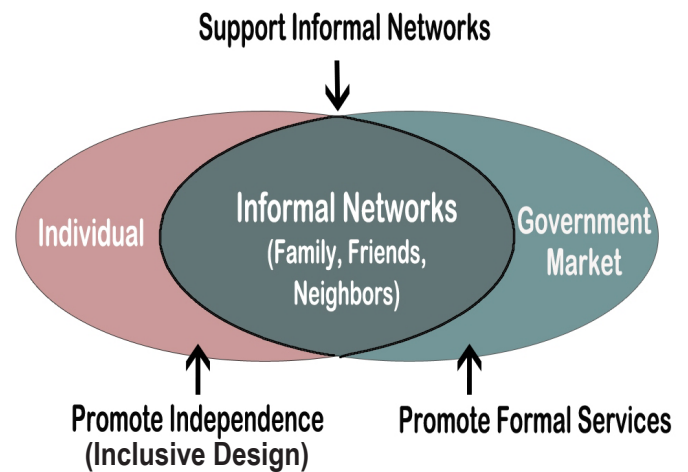 Support Informal Networks
Individual
Informal Networks
(Family, Friends,
Neighbors)
Government
Market
Promote Independence
(Inclusive Design)
Promote Formal Services